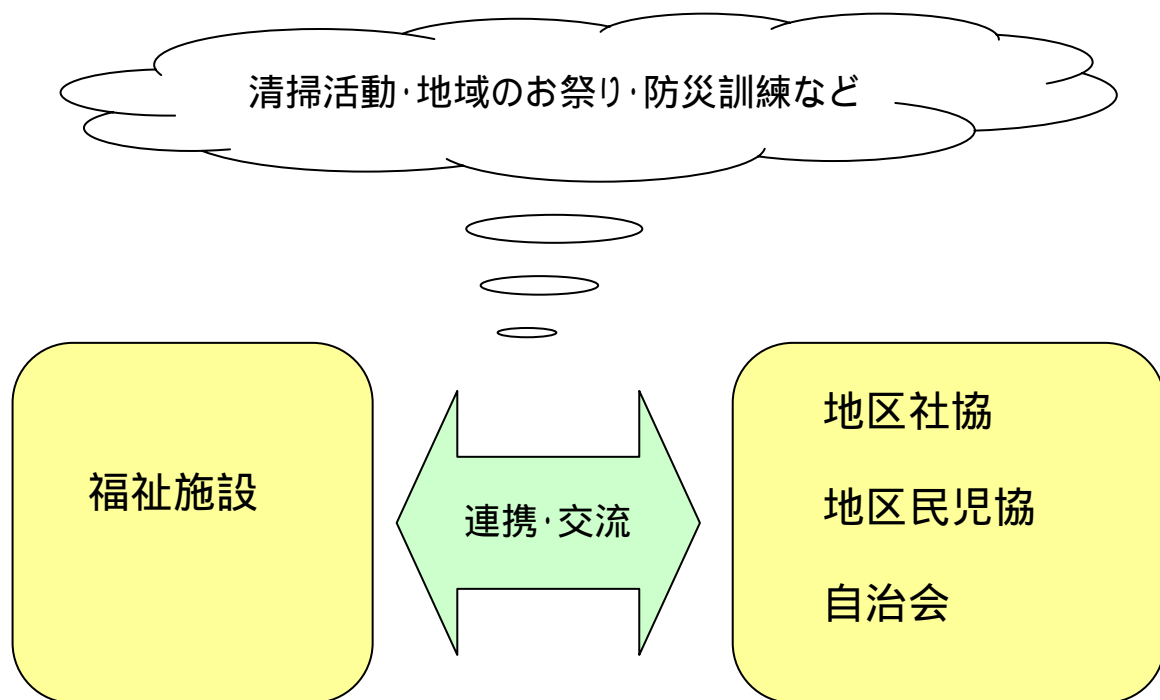 清掃活動・地域のお祭り・防災訓練など
福祉施設
連携・交流
地区社協
地区民児協
自治会